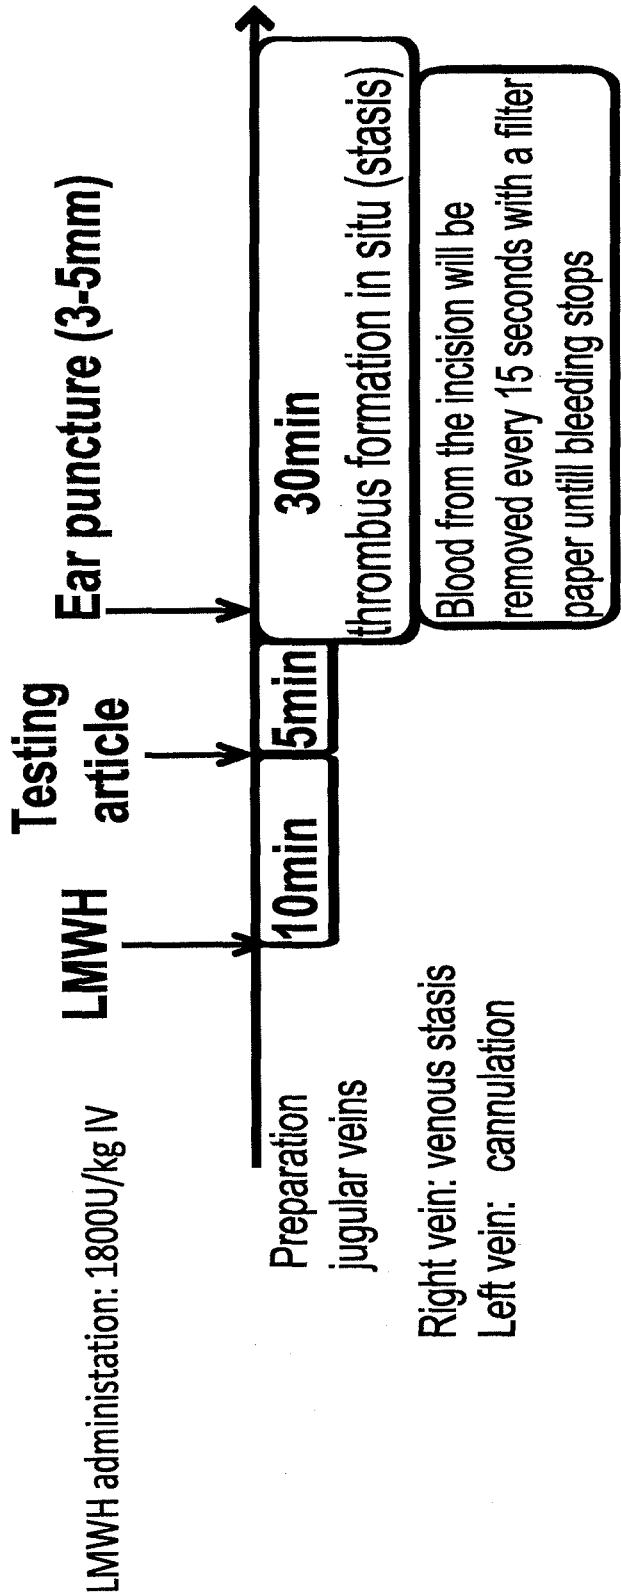 LMWH administation: 1800U/kg IV
LMWH
Testing
article
Ear puncture (3-5mm)
Preparation
jugular veins
10min
5min
30min
thrombus formation in situ (stasis)
Right vein: venous stasis
Left vein: cannulation
Blood from the incision will be
removed every 15 seconds with a filter
paper untill bleeding stops